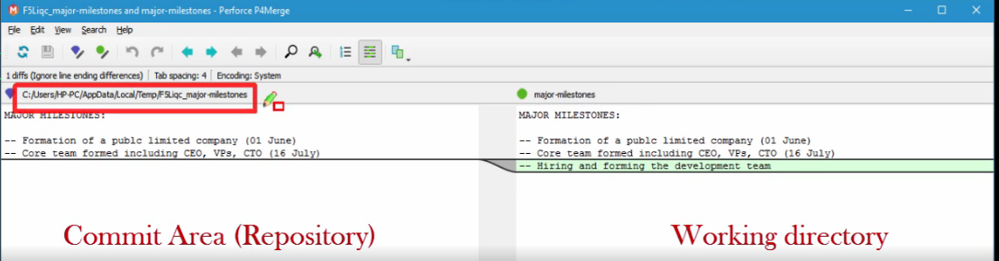 F5Liqc_major-milestones and major-milestones - Perforce P4Merge
File Edit View Search Help
1 diffs (Ignore line ending differences) Tab spacing: 4 Encoding: System
C:/Users/HP-PC/AppData/Local/Temp/F5Liqc_major-milestones
major-milestones
MAJOR MILESTONES:
-- Formation of a publc limited company (01 June)
-- Core team formed including CEO, VPs, CTO (16 July)
MAJOR MILESTONES:
-- Formation of a publc limited company (01 June)
-- Core team formed including CEO, VPs, CTO (16 July)
-- Hiring and forming the development team
Commit Area (Repository)
Working directory